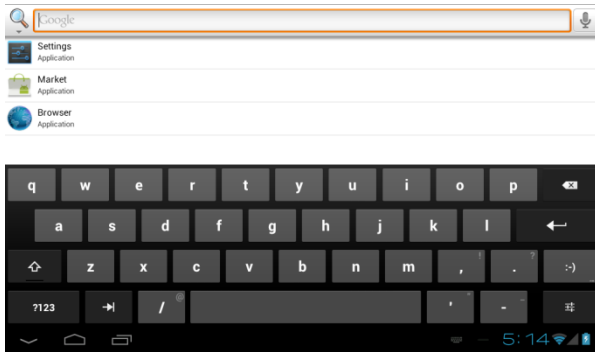 Google
Settings
Application
Market
Application
Browser
Application
q w e r t y u i o p
a s d f g h j k l
z x c v b n m , ! . ? :-)
?123 / @ ' " - _
5:14